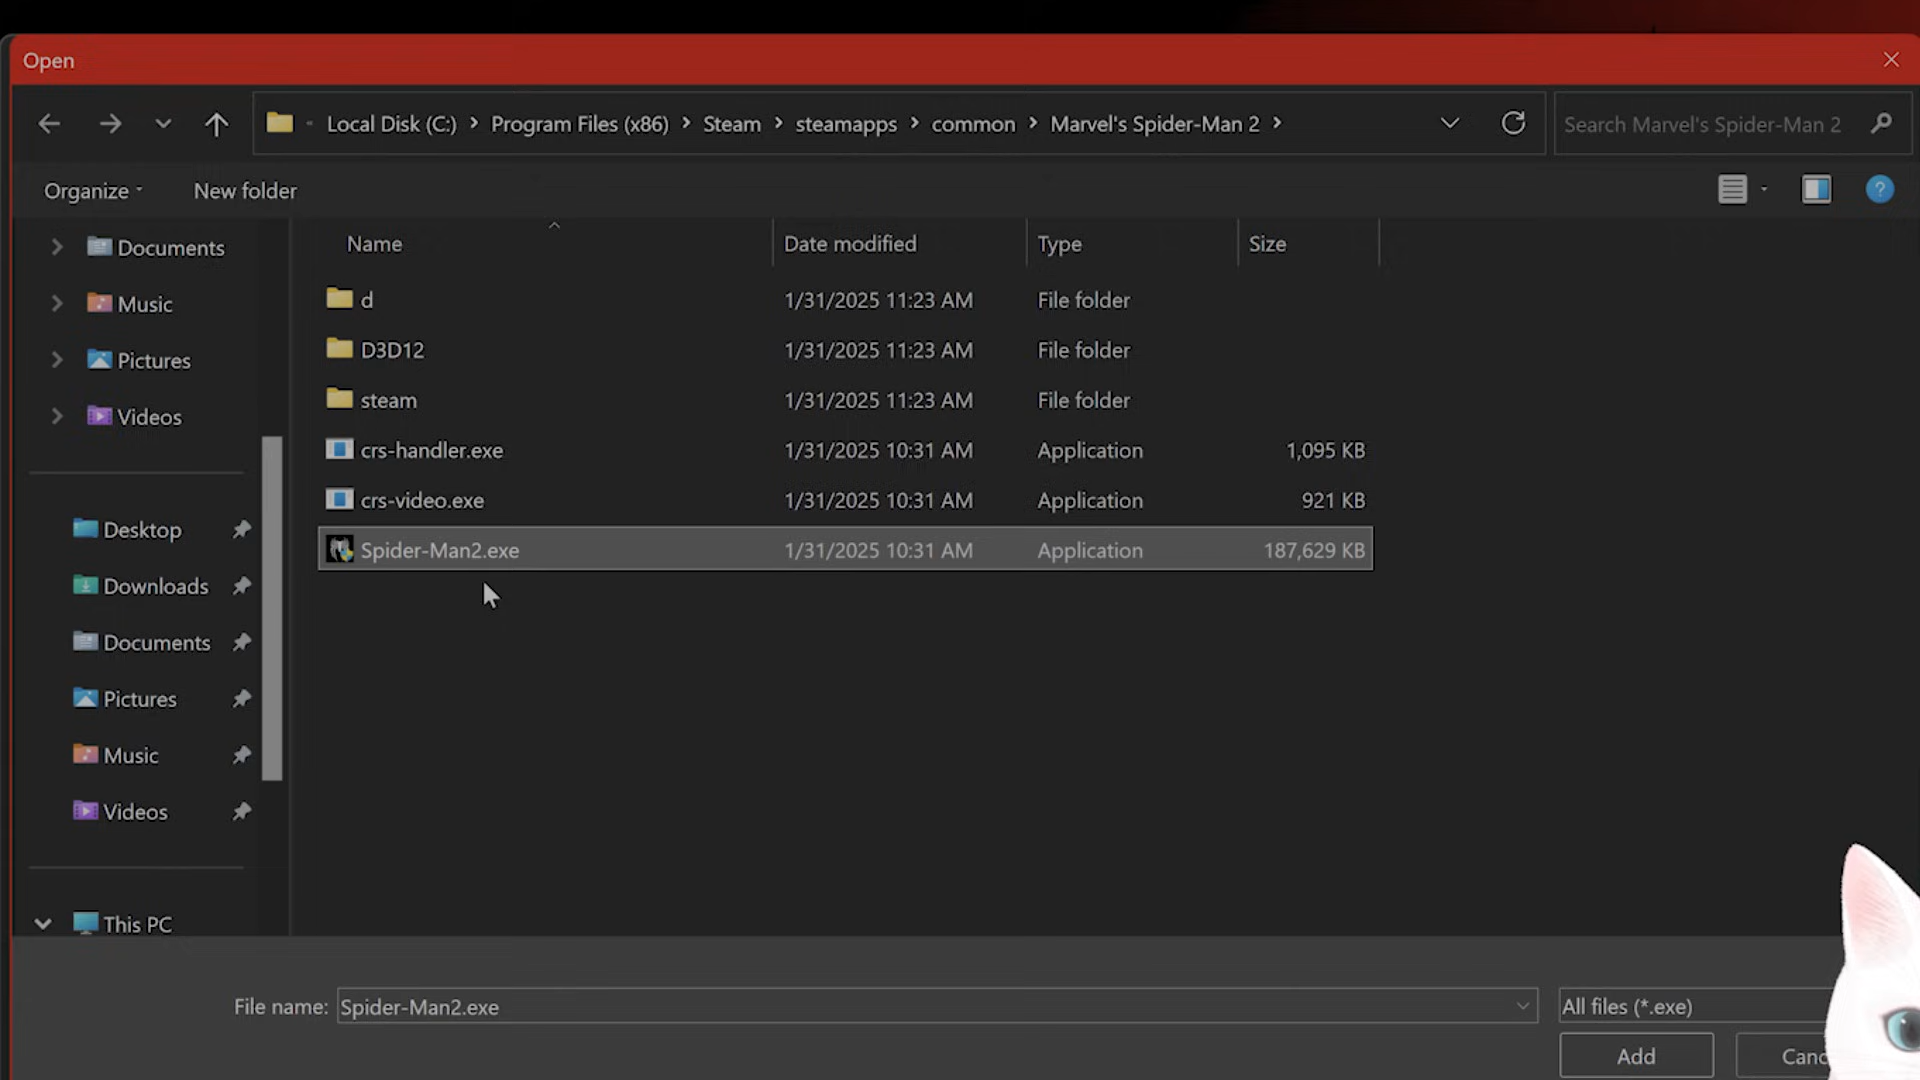 Open
Local Disk (C:) > Program Files (x86) > Steam > steamapps > common > Marvel's Spider-Man 2 >
Search Marvel's Spider-Man 2
Organize
New folder
Name
Date modified
Type
Size
Documents
Music
Pictures
Videos
Desktop
Downloads
Documents
Pictures
Music
Videos
This PC
d 1/31/2025 11:23 AM File folder
D3D12 1/31/2025 11:23 AM File folder
steam 1/31/2025 11:23 AM File folder
crs-handler.exe 1/31/2025 10:31 AM Application 1,095 KB
crs-video.exe 1/31/2025 10:31 AM Application 921 KB
Spider-Man2.exe 1/31/2025 10:31 AM Application 187,629 KB
File name: Spider-Man2.exe
All files (*.exe)
Add
Canc